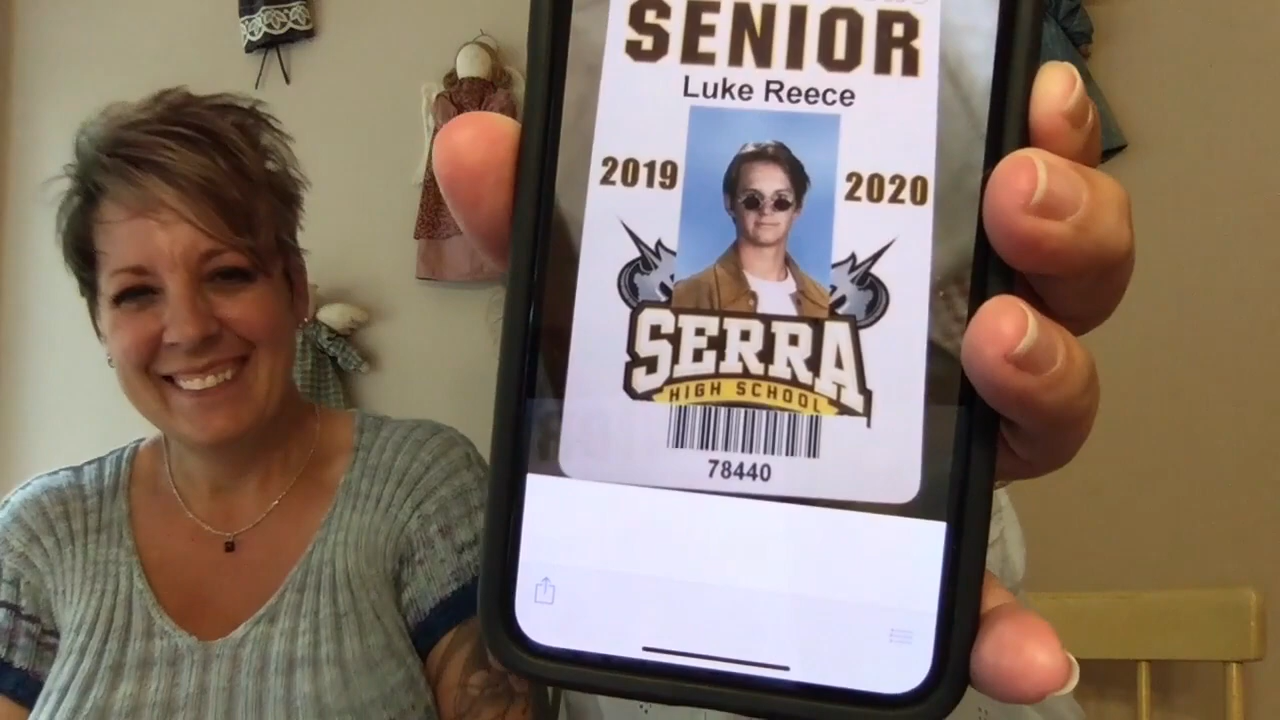 SENIOR
Luke Reece
2019 2020
SERRA
HIGH SCHOOL
78440